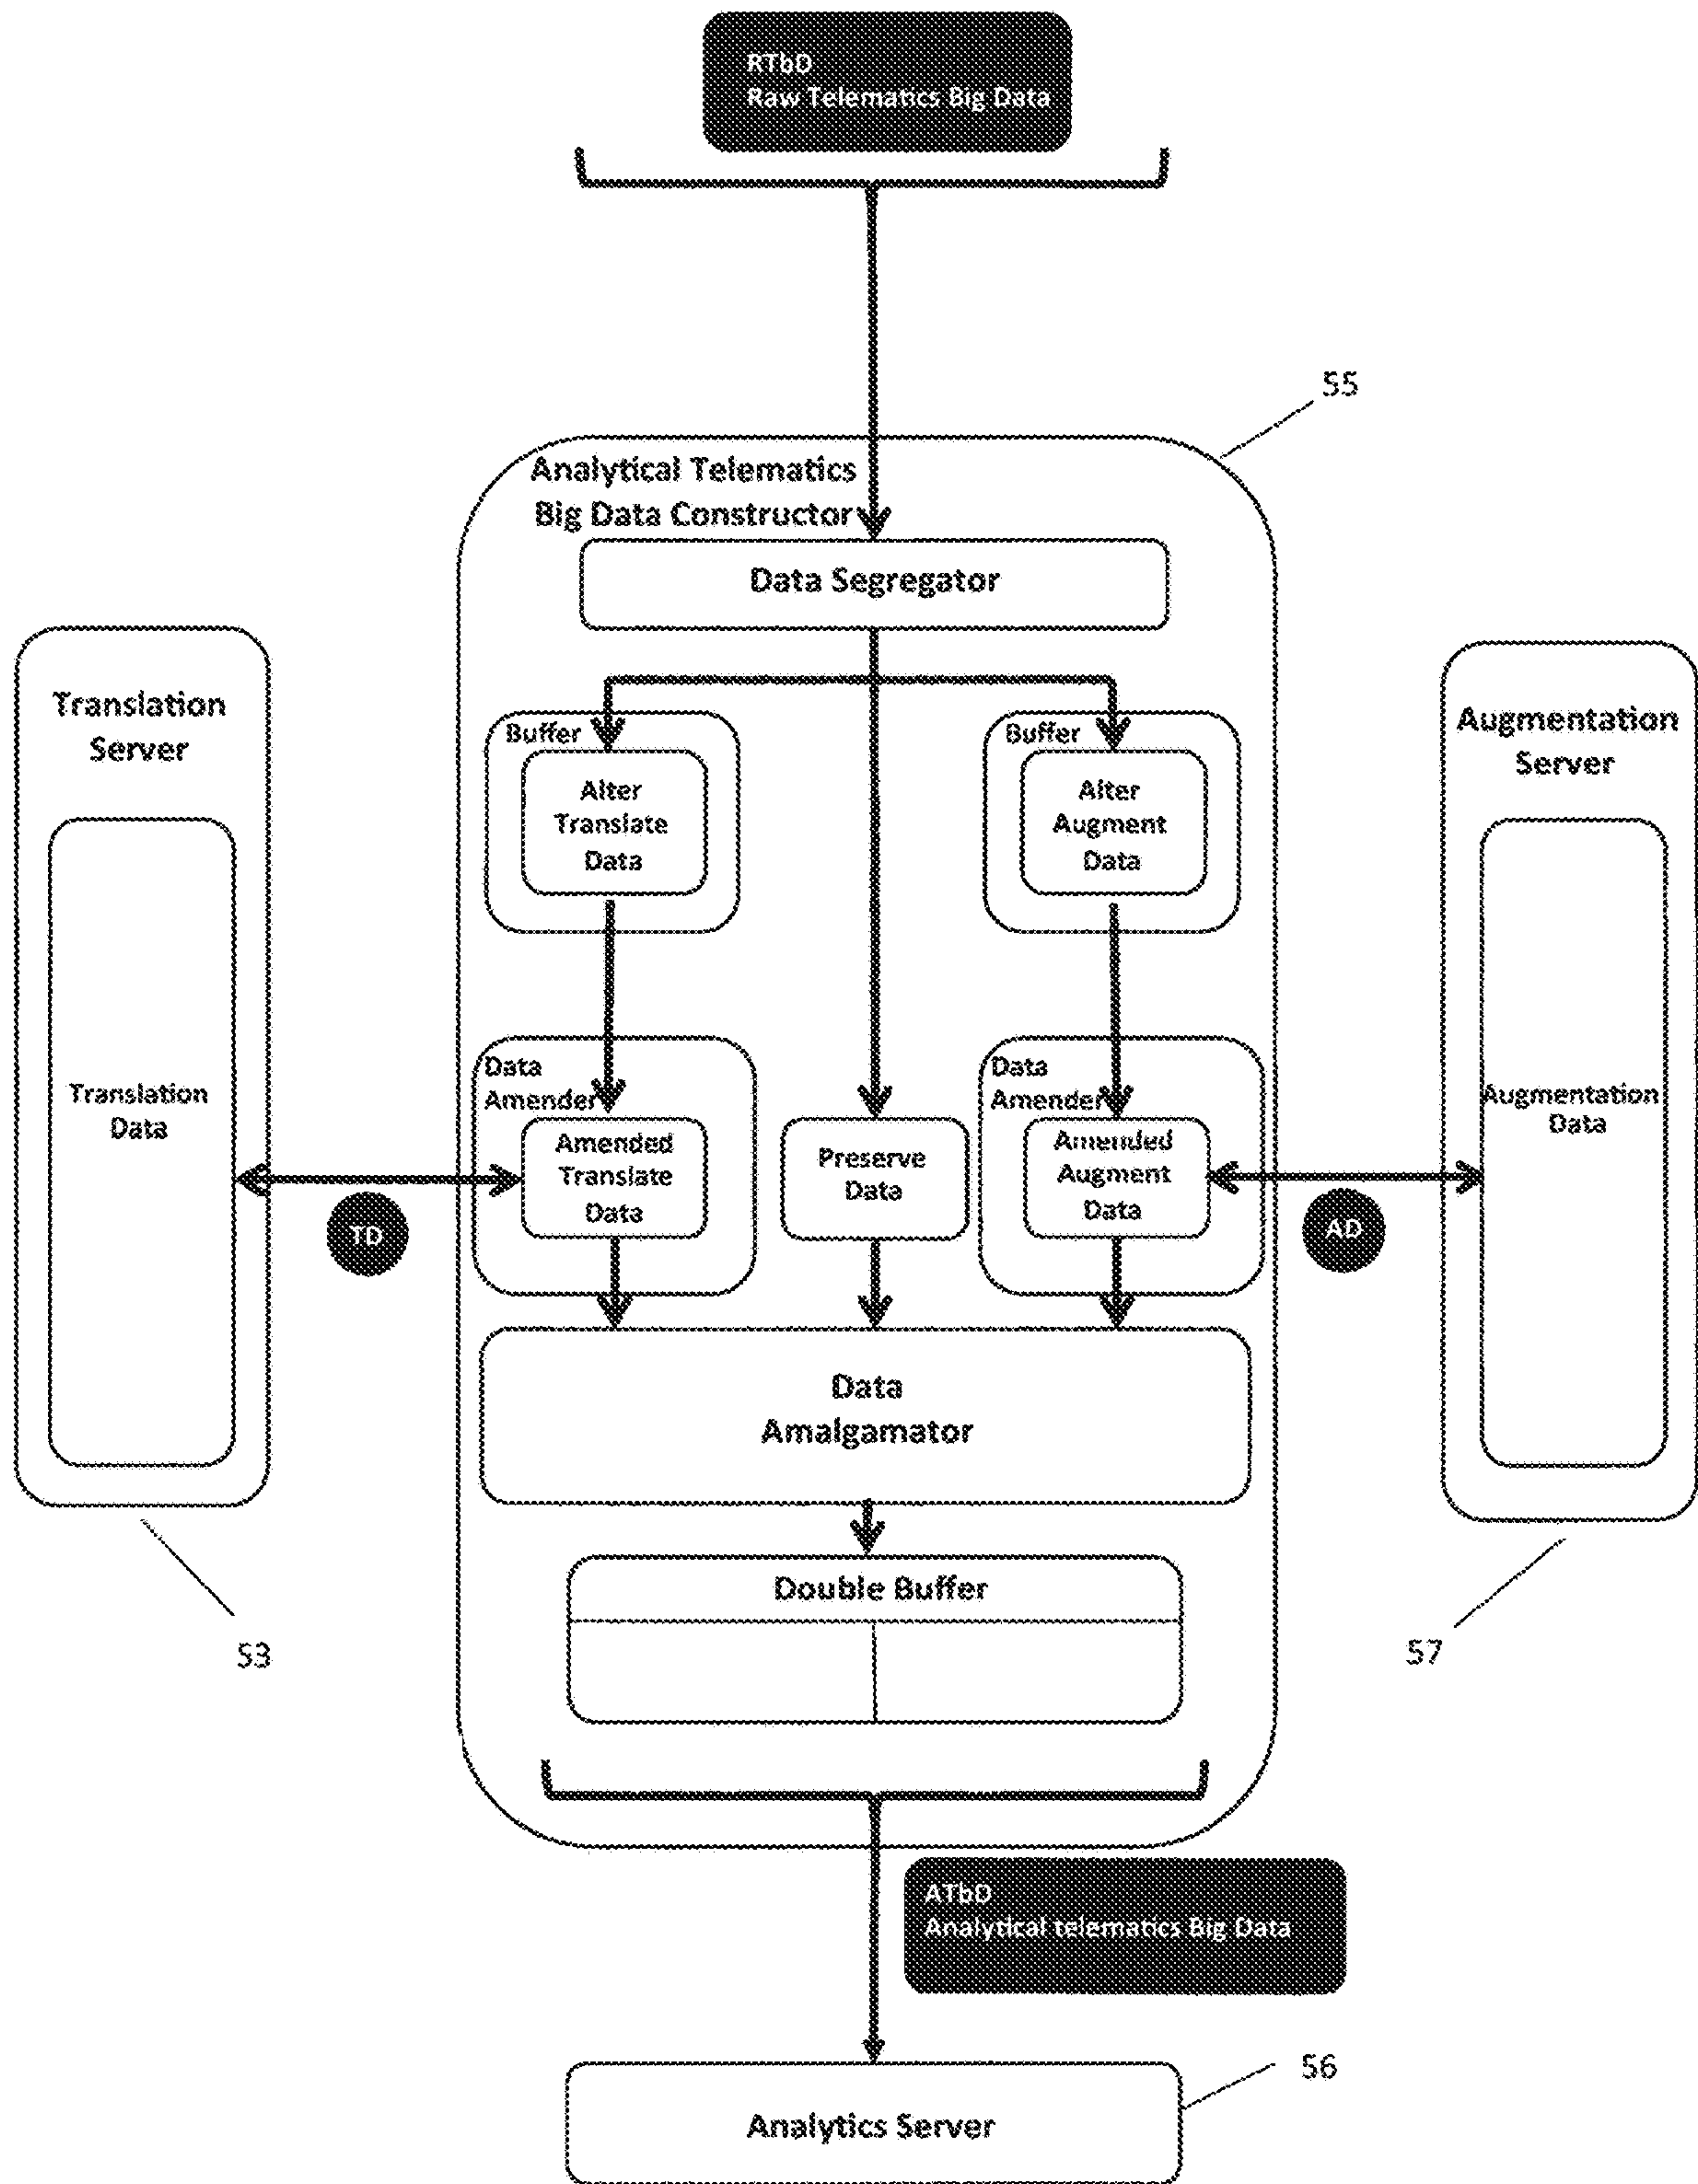 RTbD
Raw Telematics Big Data
55
Analytical Telematics
Big Data Constructor
Data Segregator
Translation
Server
Augmentation
Server
Buffer
Alter
Translate
Data
Buffer
Alter
Augment
Data
Translation
Data
Data
Amender
Amended
Translate
Data
Preserve
Data
Data
Amender
Amended
Augment
Data
Augmentation
Data
TD
AD
Data
Amalgamator
Double Buffer
53
57
ATbD
Analytical telematics Big Data
56
Analytics Server